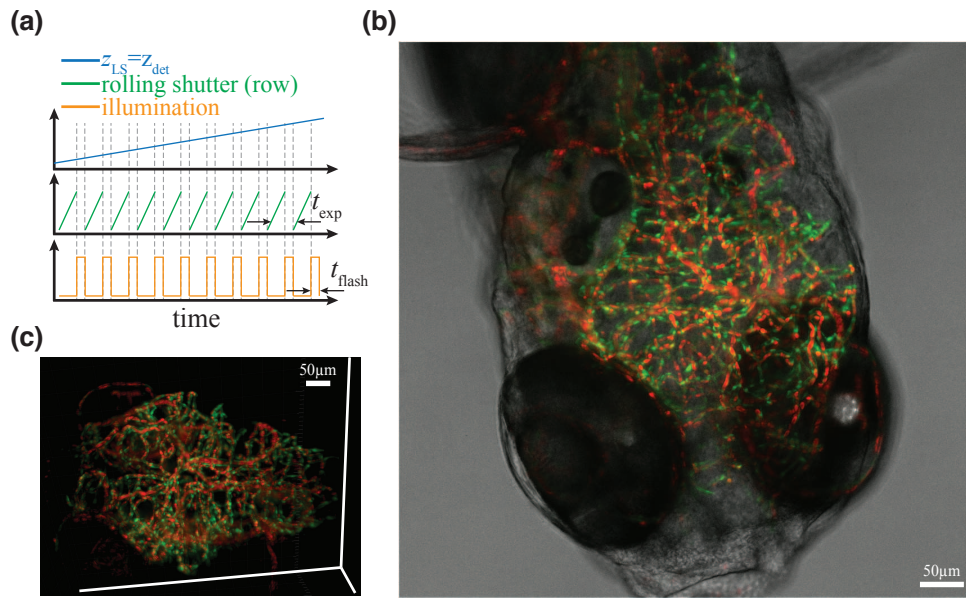 (a)
z_LS=z_det
rolling shutter (row)
illumination
t_exp
t_flash
time
(b)
50µm
(c)
50µm